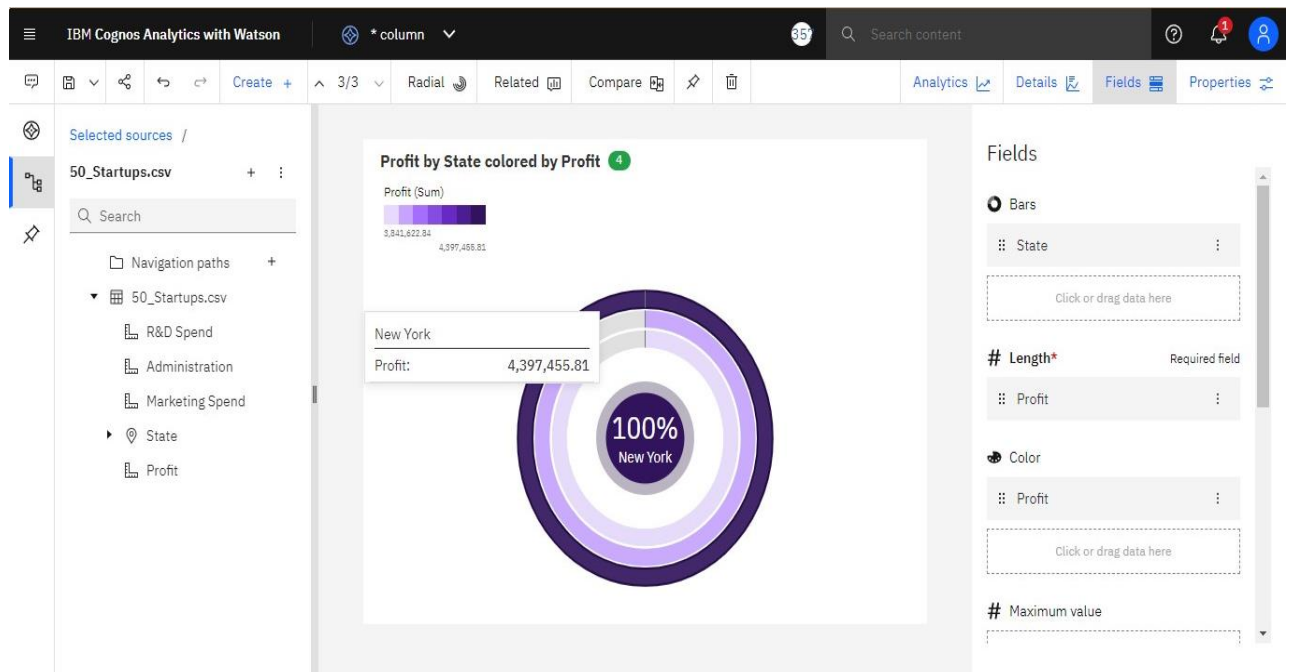 IBM Cognos Analytics with Watson
* column
357
Search content
1
Create +
3/3
Radial
Related
Compare
Analytics
Details
Fields
Properties
Selected sources /
50_Startups.csv
Search
Navigation paths
50_Startups.csv
R&D Spend
Administration
Marketing Spend
State
Profit
Profit by State colored by Profit 4
Profit (Sum)
3,841,622.84
4,397,455.81
New York
Profit: 4,397,455.81
100%
New York
Fields
Bars
State
Click or drag data here
# Length* Required field
Profit
Color
Profit
Click or drag data here
# Maximum value